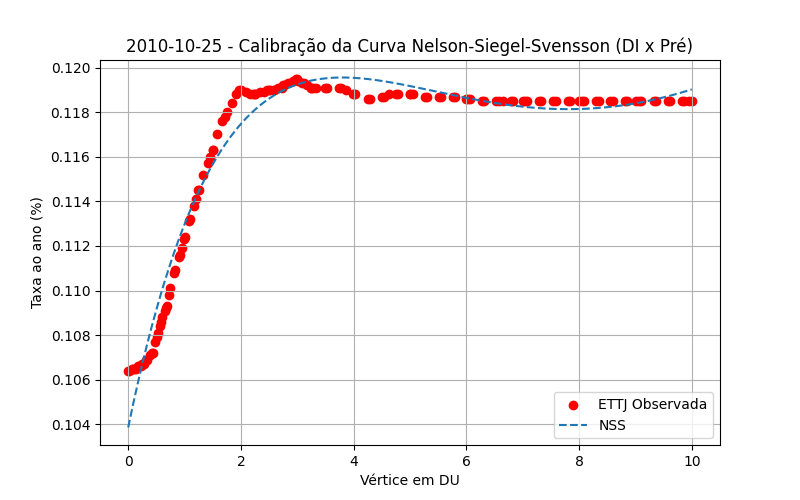 2010-10-25 - Calibração da Curva Nelson-Siegel-Svensson (DI x Pré)
0.120
0.118
0.116
0.114
0.112
0.110
0.108
0.106
0.104
Taxa ao ano (%)
ETTJ Observada
NSS
0 2 4 6 8 10
Vértice em DU